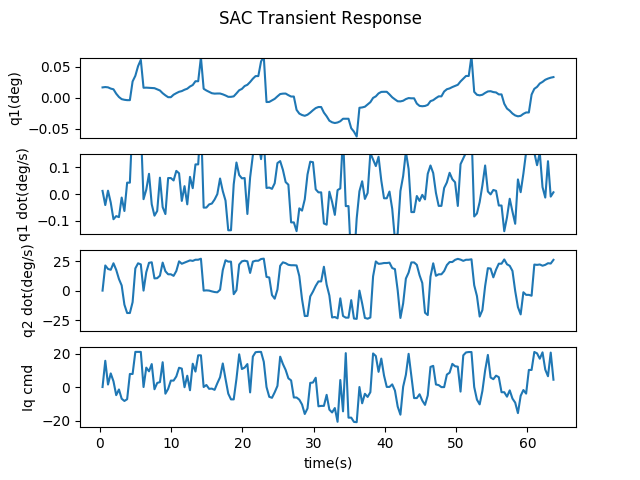 SAC Transient Response
q1(deg)
0.05
0.00
−0.05
q1 dot(deg/s)
0.1
0.0
−0.1
q2 dot(deg/s)
25
0
−25
Iq cmd
20
0
−20
0 10 20 30 40 50 60
time(s)